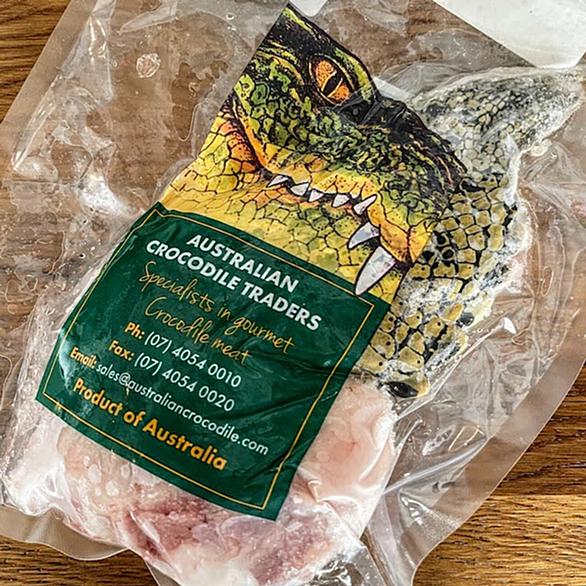 AUSTRALIAN
CROCODILE TRADERS
Specialists in gourmet
Crocodile meat
Ph: (07) 4054 0010
Fax: (07) 4054 0020
Email: sales@australiancrocodile.com
Product of Australia